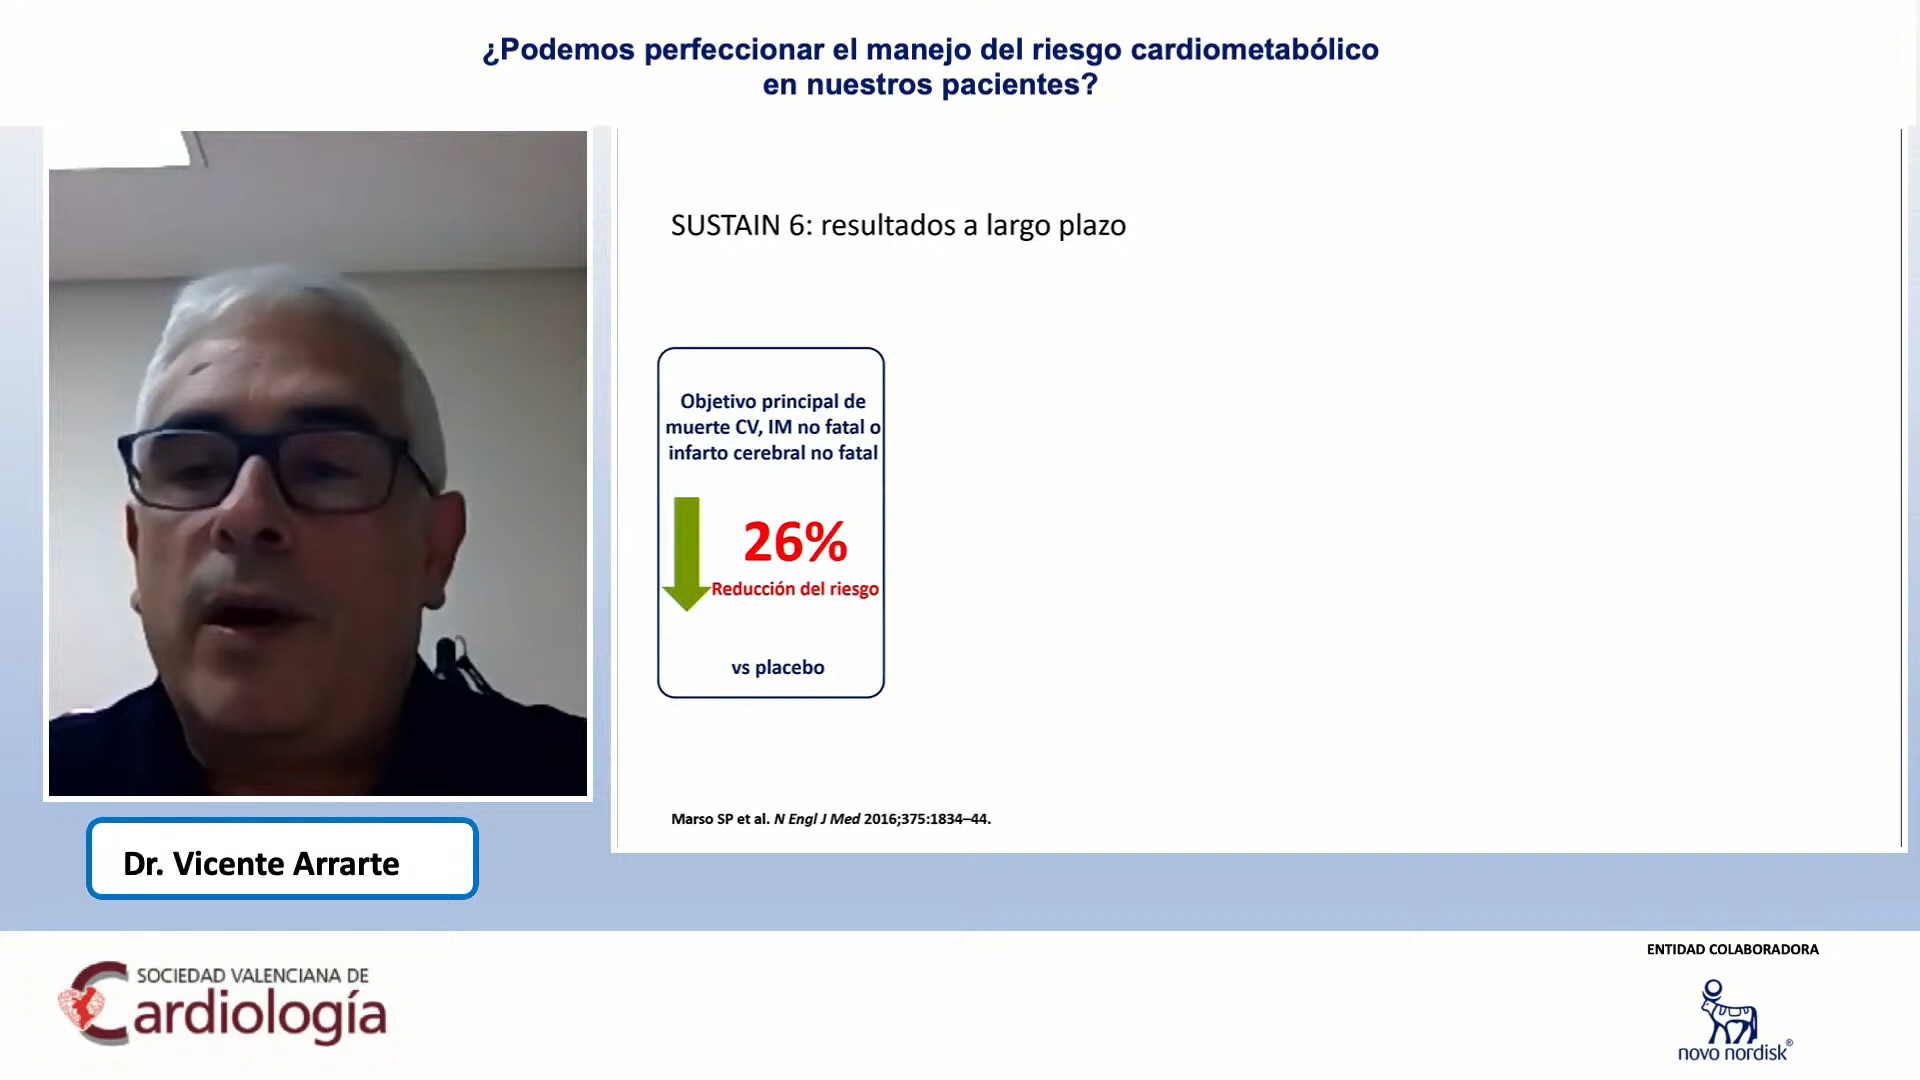 ¿Podemos perfeccionar el manejo del riesgo cardiometabólico
en nuestros pacientes?
SUSTAIN 6: resultados a largo plazo
Objetivo principal de
muerte CV, IM no fatal o
infarto cerebral no fatal
26%
Reducción del riesgo
vs placebo
Marso SP et al. N Engl J Med 2016;375:1834–44.
Dr. Vicente Arrarte
SOCIEDAD VALENCIANA DE
Cardiología
ENTIDAD COLABORADORA
novo nordisk®